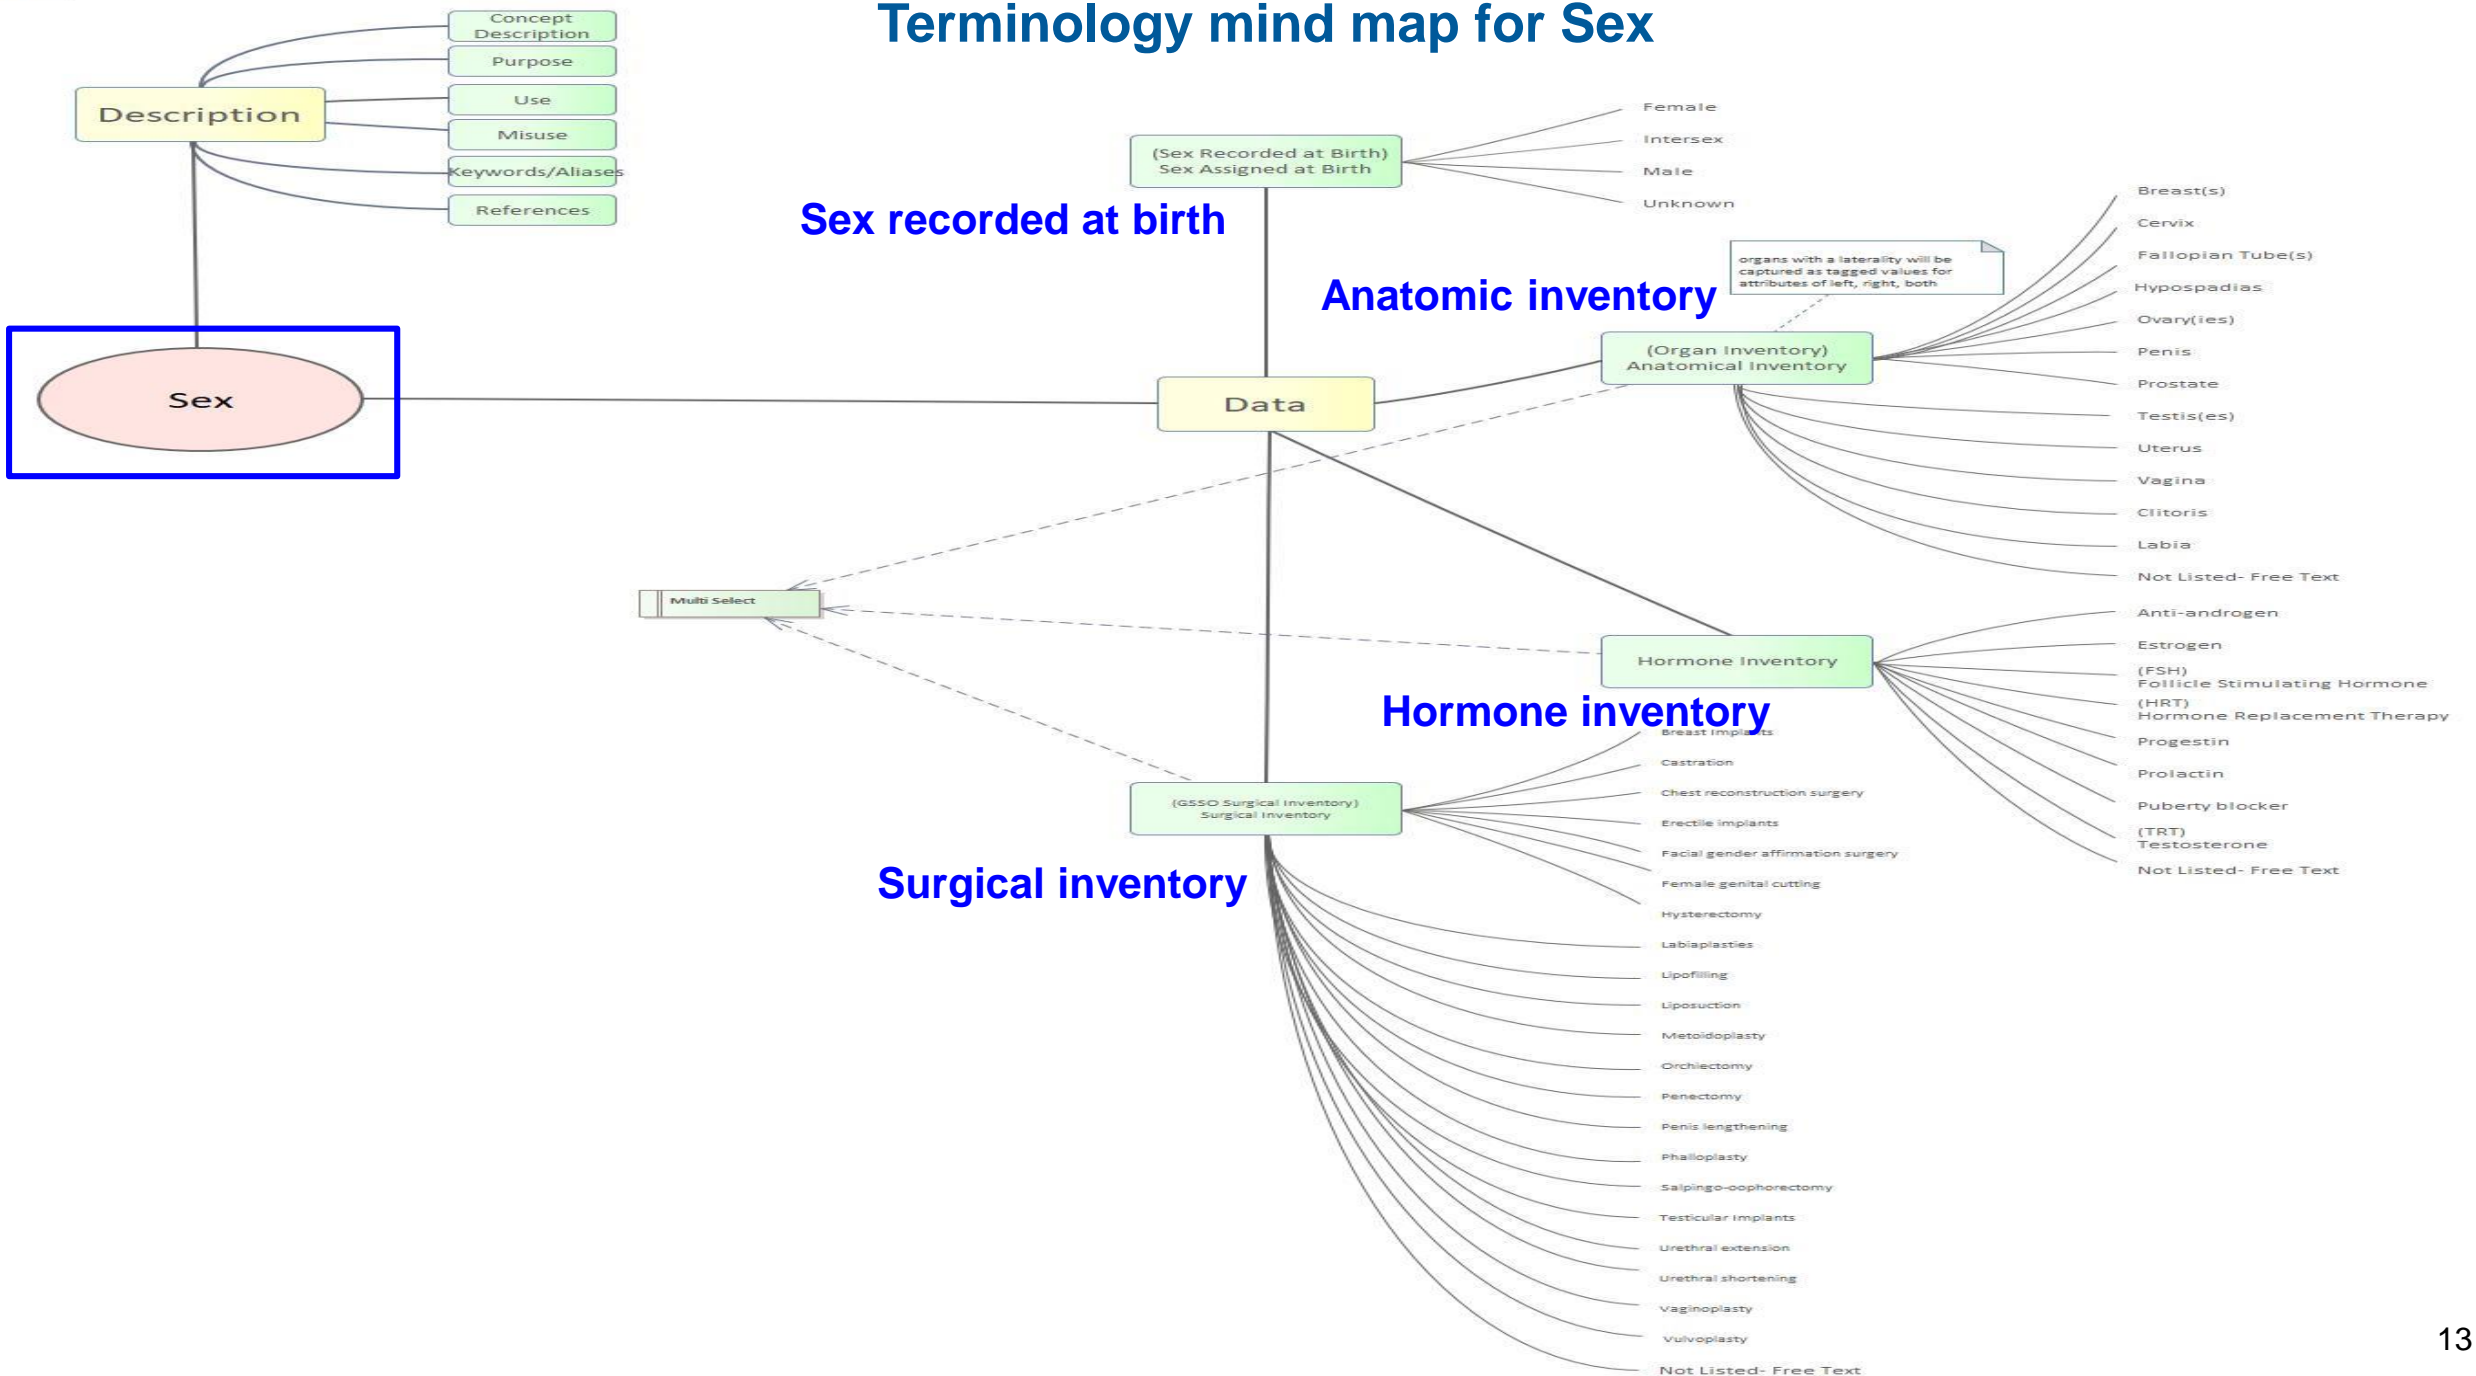 Terminology mind map for Sex
Concept
Description
Purpose
Use
Misuse
Keywords/Aliases
References
Description
Sex
Data
(Sex Recorded at Birth)
Sex Assigned at Birth
Female
Intersex
Male
Unknown
Sex recorded at birth
organs with a laterality will be
captured as tagged values for
attributes of left, right, both
Anatomic inventory
(Organ Inventory)
Anatomical Inventory
Breast(s)
Cervix
Fallopian Tube(s)
Hypospadias
Ovary(ies)
Penis
Prostate
Testis(es)
Uterus
Vagina
Clitoris
Labia
Not Listed- Free Text
Multi Select
Hormone Inventory
Hormone inventory
Anti-androgen
Estrogen
(FSH)
Follicle Stimulating Hormone
(HRT)
Hormone Replacement Therapy
Progestin
Prolactin
Puberty blocker
(TRT)
Testosterone
Not Listed- Free Text
(GSSO Surgical Inventory)
Surgical Inventory
Surgical inventory
Breast Implants
Castration
Chest reconstruction surgery
Erectile implants
Facial gender affirmation surgery
Female genital cutting
Hysterectomy
Labiaplasties
Lipofilling
Liposuction
Metoidoplasty
Orchiectomy
Penectomy
Penis lengthening
Phalloplasty
Salpingo-oophorectomy
Testicular Implants
Urethral extension
Urethral shortening
Vaginoplasty
Vulvoplasty
Not Listed- Free Text
13